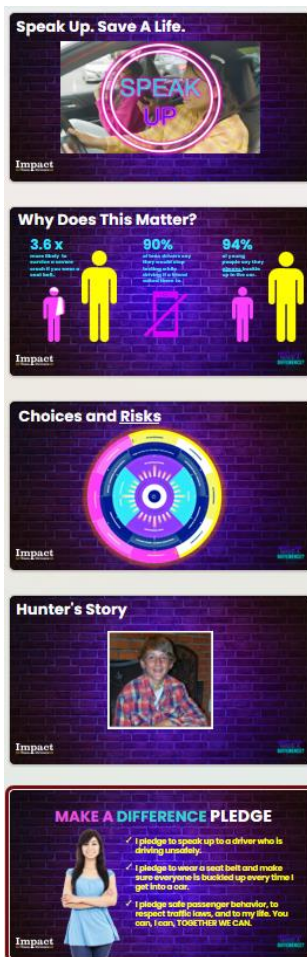 Speak Up. Save A Life.
SPEAK
UP
Impact
Why Does This Matter?
3.6 x
more likely to
survive a severe
crash if you wear a
seat belt.
90%
of teen drivers say
they would stop
texting while
driving if a friend
asked them to.
94%
of young
people say they
always buckle
up in the car.
Impact
DIFFERENCE!
Choices and Risks
Impact
DIFFERENCE!
Hunter's Story
Impact
DIFFERENCE!
MAKE A DIFFERENCE PLEDGE
✓ I pledge to speak up to a driver who is
driving unsafely.
✓ I pledge to wear a seat belt and make
sure everyone is buckled up every time I
get into a car.
✓ I pledge safe passenger behavior, to
respect traffic laws, and to my life. You
can, I can, TOGETHER WE CAN.
Impact